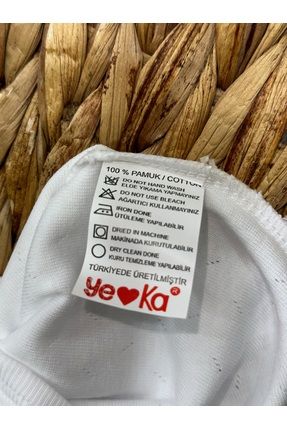 100 % PAMUK / COTTON
DO NOT HAND WASH
ELDE YIKAMA YAPMAYINIZ
DO NOT USE BLEACH
AĞARTICI KULLANMAYINIZ
IRON DONE
ÜTÜLEME YAPILABİLİR
DRIED IN MACHINE
MAKİNADA KURUTULABİLİR
DRY CLEAN DONE
KURU TEMİZLEME YAPILABİLİR
TÜRKİYEDE ÜRETİLMİŞTİR
ye♥Ka®